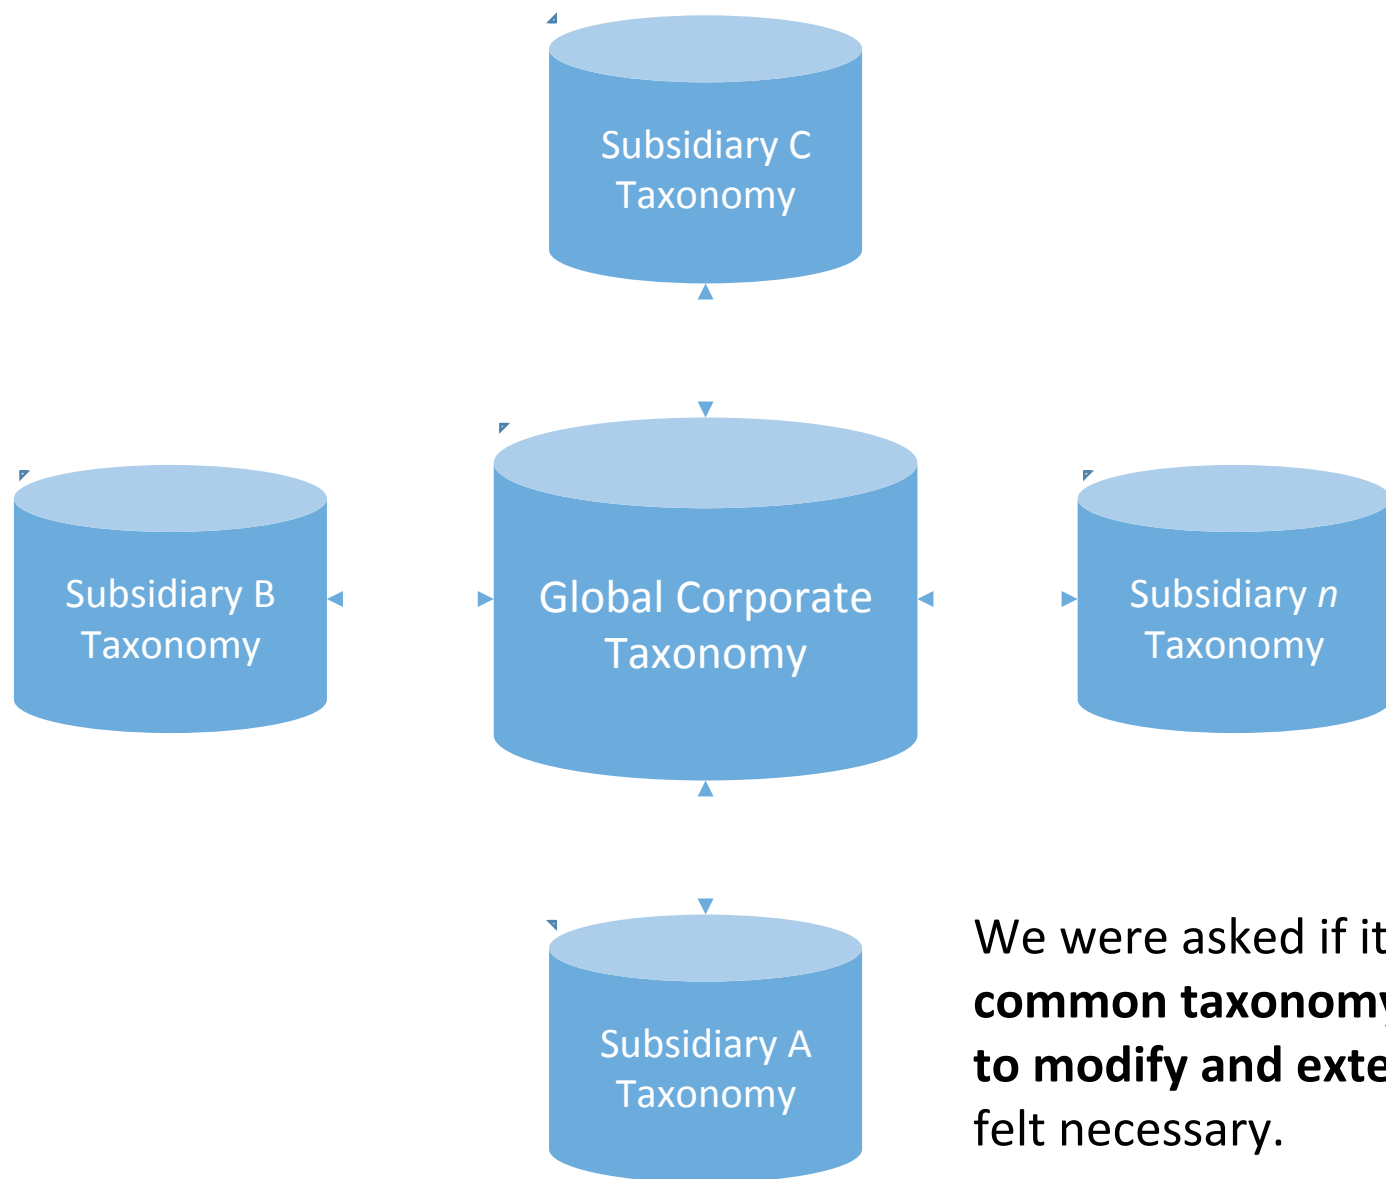 Subsidiary C
Taxonomy
Subsidiary B
Taxonomy
Global Corporate
Taxonomy
Subsidiary n
Taxonomy
Subsidiary A
Taxonomy
We were asked if it
common taxonomy
to modify and exte
felt necessary.